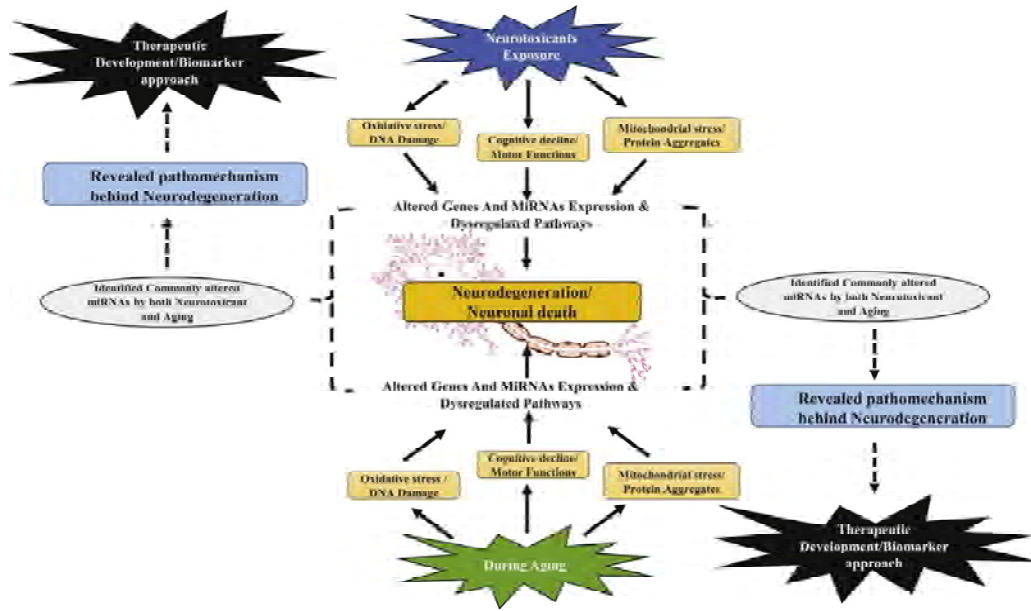 Therapeutic
Development/Biomarker
approach
Neurotoxicants
Exposure
Oxidative stress/
DNA Damage
Cognitive decline/
Motor Functions
Mitochondrial stress/
Protein Aggregates
Revealed pathomechanism
behind Neurodegeneration
Altered Genes And MiRNAs Expression &
Dysregulated Pathways
Identified Commonly altered
miRNAs by both Neurotoxicant
and Aging
Neurodegeneration/
Neuronal death
Identified Commonly altered
miRNAs by both Neurotoxicant
and Aging
Altered Genes And MiRNAs Expression &
Dysregulated Pathways
Revealed pathomechanism
behind Neurodegeneration
Oxidative stress /
DNA Damage
Cognitive decline/
Motor Functions
Mitochondrial stress/
Protein Aggregates
During Aging
Therapeutic
Development/Biomarker
approach